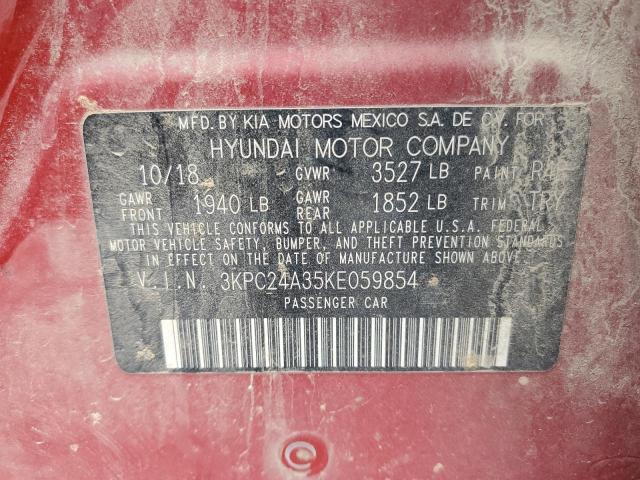 MFD. BY KIA MOTORS MEXICO S.A. DE CV. FOR
HYUNDAI MOTOR COMPANY
10/18 GVWR 3527 LB PAINT
GAWR FRONT 1940 LB GAWR REAR 1852 LB TRIM TRY
THIS VEHICLE CONFORMS TO ALL APPLICABLE U.S.A. FEDERAL
MOTOR VEHICLE SAFETY, BUMPER, AND THEFT PREVENTION STANDARDS
IN EFFECT ON THE DATE OF MANUFACTURE SHOWN ABOVE.
V.I.N. 3KPC24A35KE059854
PASSENGER CAR
C